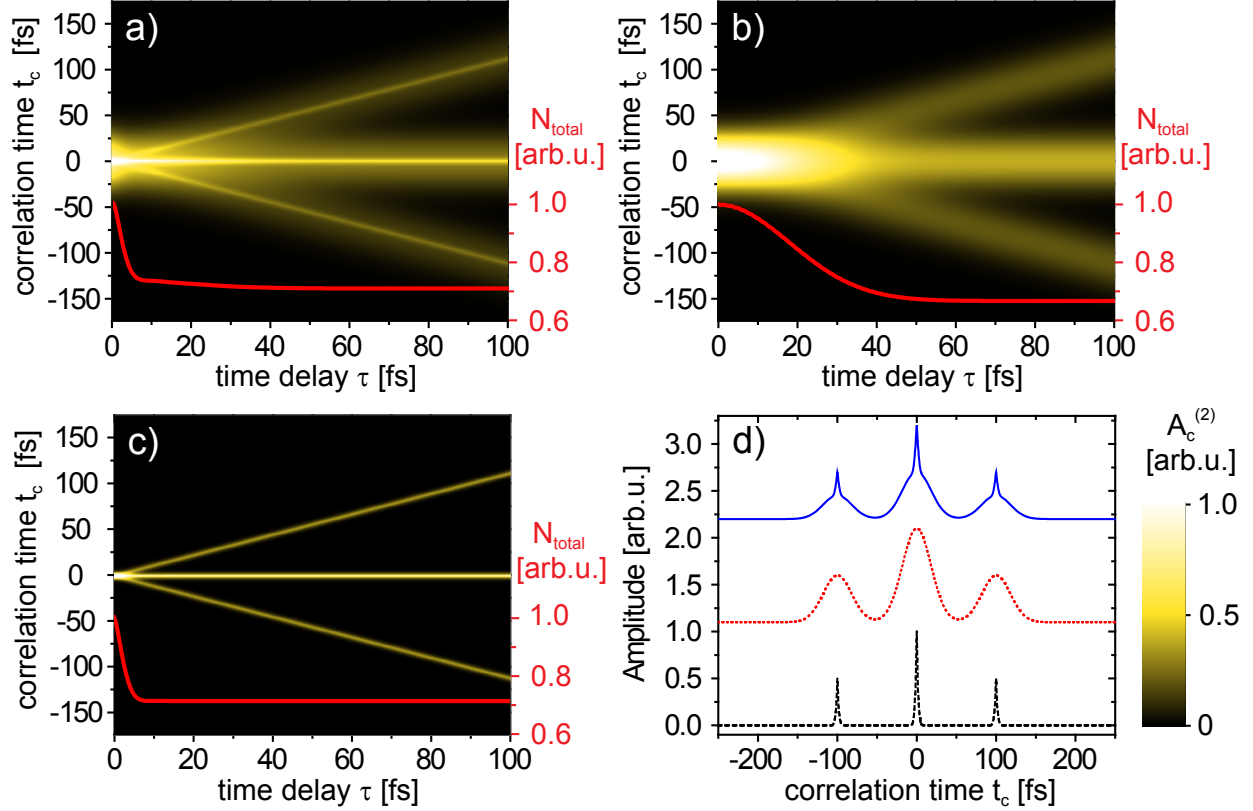 a)
correlation time t_c [fs]
150
100
50
0
-50
-100
-150
0 20 40 60 80 100
time delay τ [fs]
N_total
[arb.u.]
1.0
0.8
0.6
b)
correlation time t_c [fs]
150
100
50
0
-50
-100
-150
0 20 40 60 80 100
time delay τ [fs]
N_total
[arb.u.]
1.0
0.8
0.6
c)
correlation time t_c [fs]
150
100
50
0
-50
-100
-150
0 20 40 60 80 100
time delay τ [fs]
N_total
[arb.u.]
1.0
0.8
0.6
d)
Amplitude [arb.u.]
3.0
2.5
2.0
1.5
1.0
0.5
0.0
-200 -100 0 100 200
correlation time t_c [fs]
A_c^(2)
[arb.u.]
1.0
0.5
0